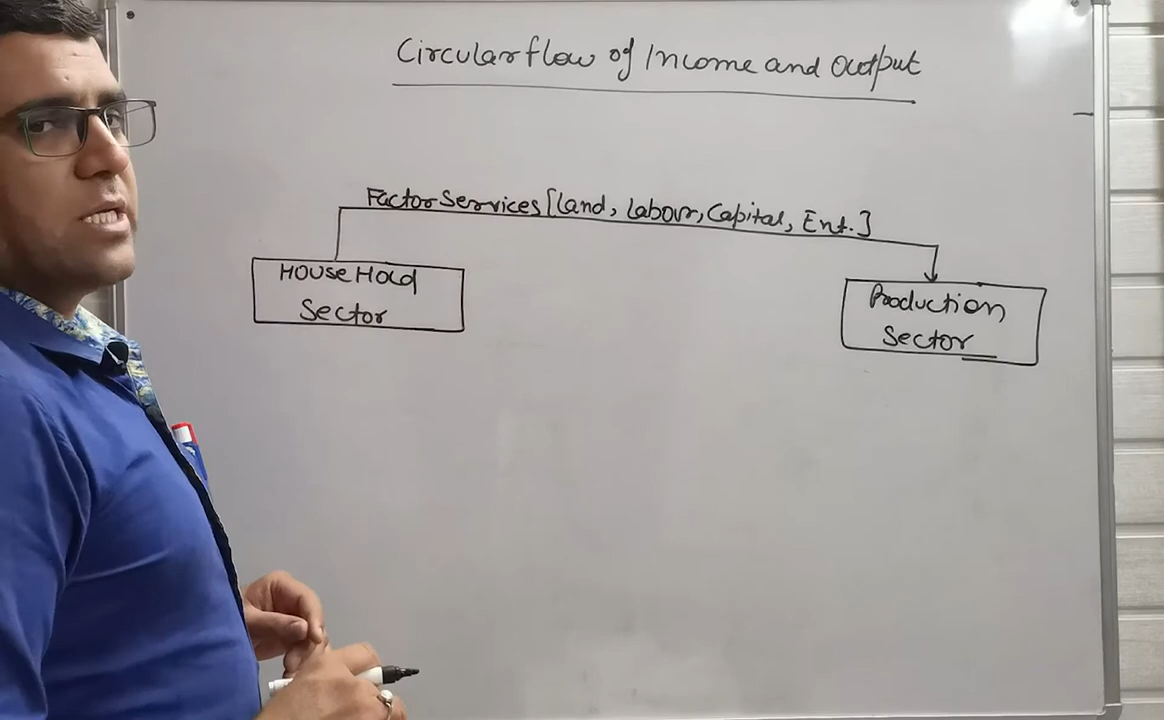 Circular flow of Income and Output
Factor Services [Land, Labour, Capital, Ent.]
House Hold
Sector
Production
Sector